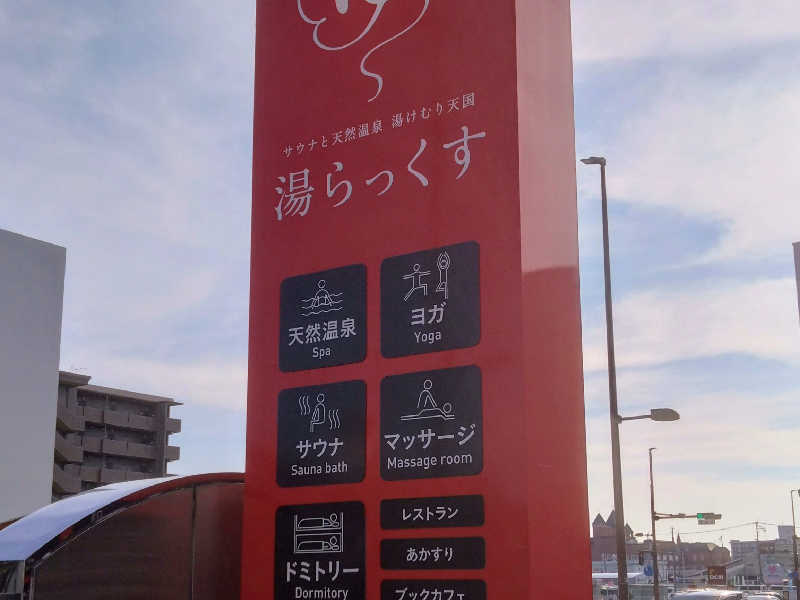 サウナと天然温泉 湯けむり天国
湯らっくす
天然温泉
Spa
ヨガ
Yoga
サウナ
Sauna bath
マッサージ
Massage room
ドミトリー
Dormitory
レストラン
あかすり
ブックカフェ